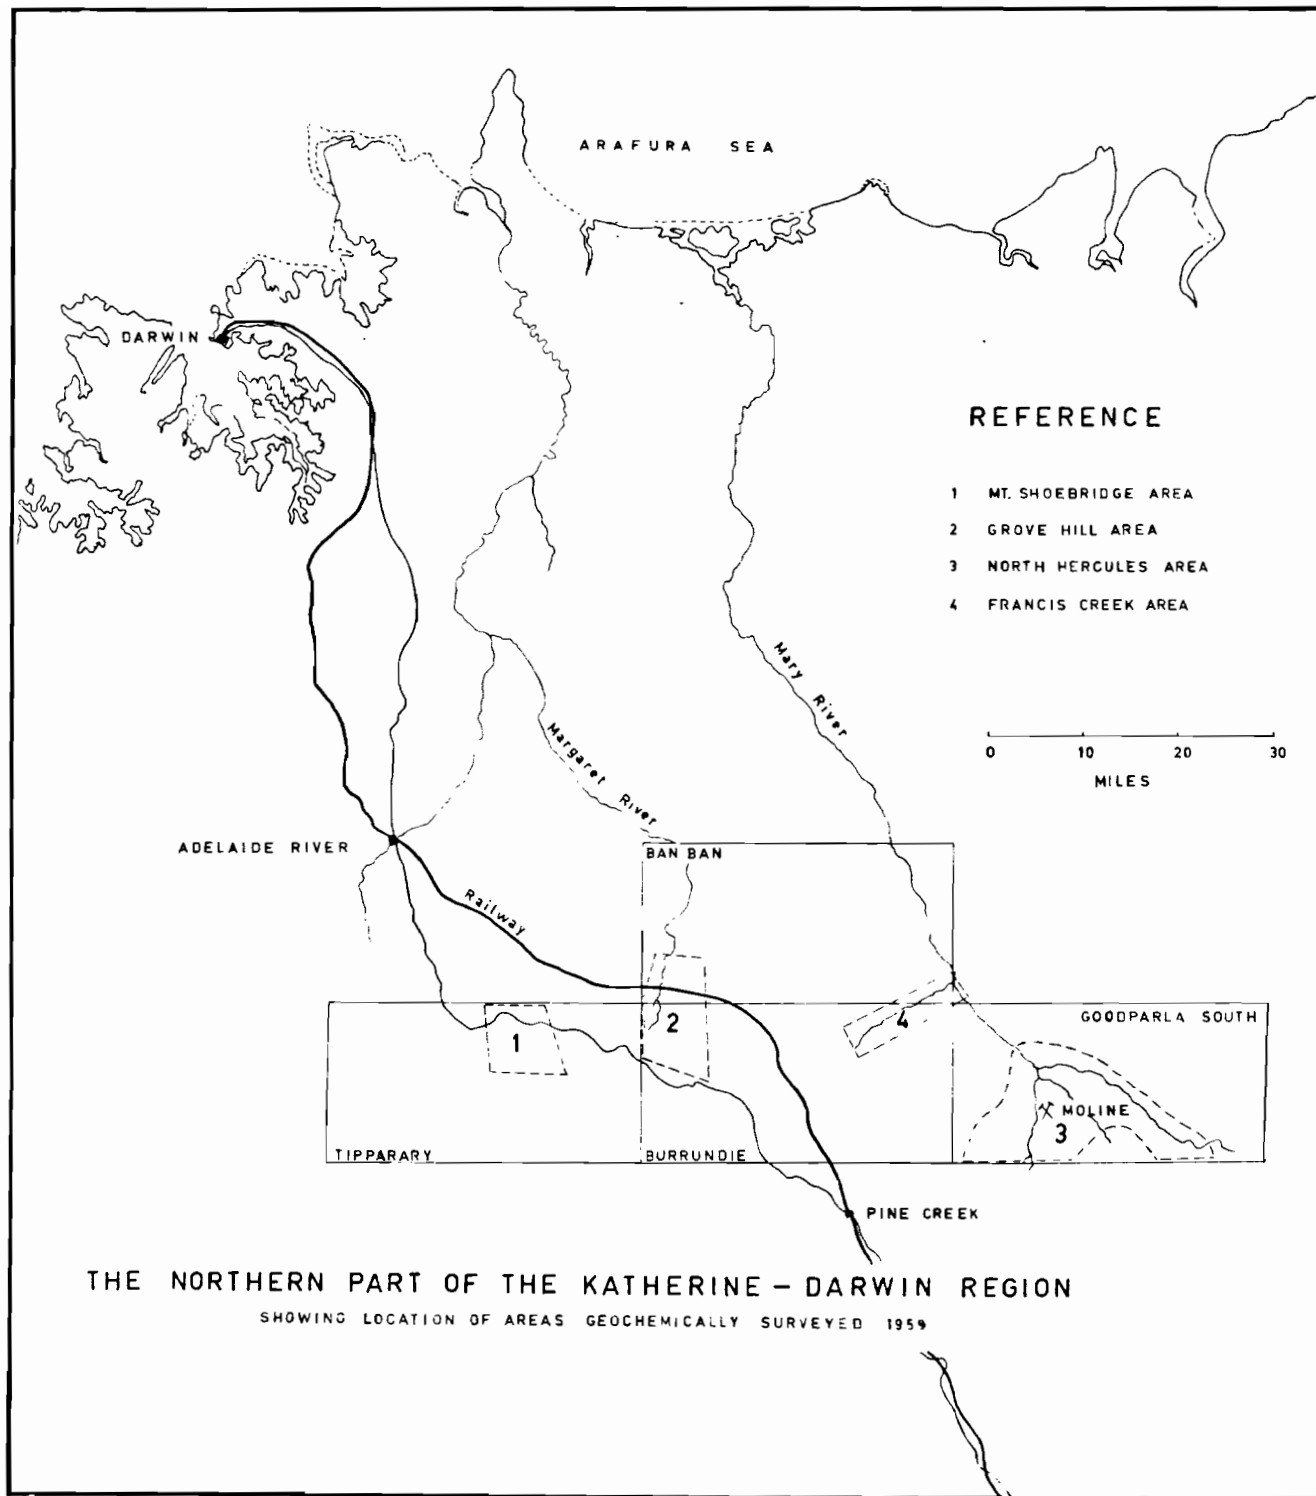 ARAFURA SEA
DARWIN
REFERENCE
1 MT. SHOEBRIDGE AREA
2 GROVE HILL AREA
3 NORTH HERCULES AREA
4 FRANCIS CREEK AREA
Mary River
Margaret River
0 10 20 30
MILES
ADELAIDE RIVER
BAN BAN
Railway
1
2
4
GOODPARLA SOUTH
MOLINE
3
TIPPARARY
BURRUNDIE
PINE CREEK
THE NORTHERN PART OF THE KATHERINE – DARWIN REGION
SHOWING LOCATION OF AREAS GEOCHEMICALLY SURVEYED 1959